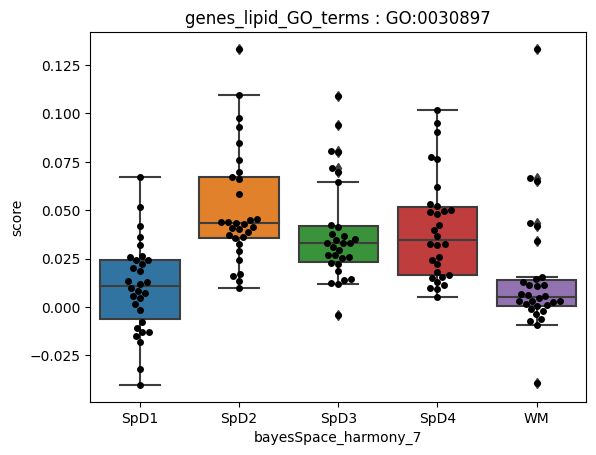 genes_lipid_GO_terms : GO:0030897
score
0.125
0.100
0.075
0.050
0.025
0.000
−0.025
SpD1 SpD2 SpD3 SpD4 WM
bayesSpace_harmony_7